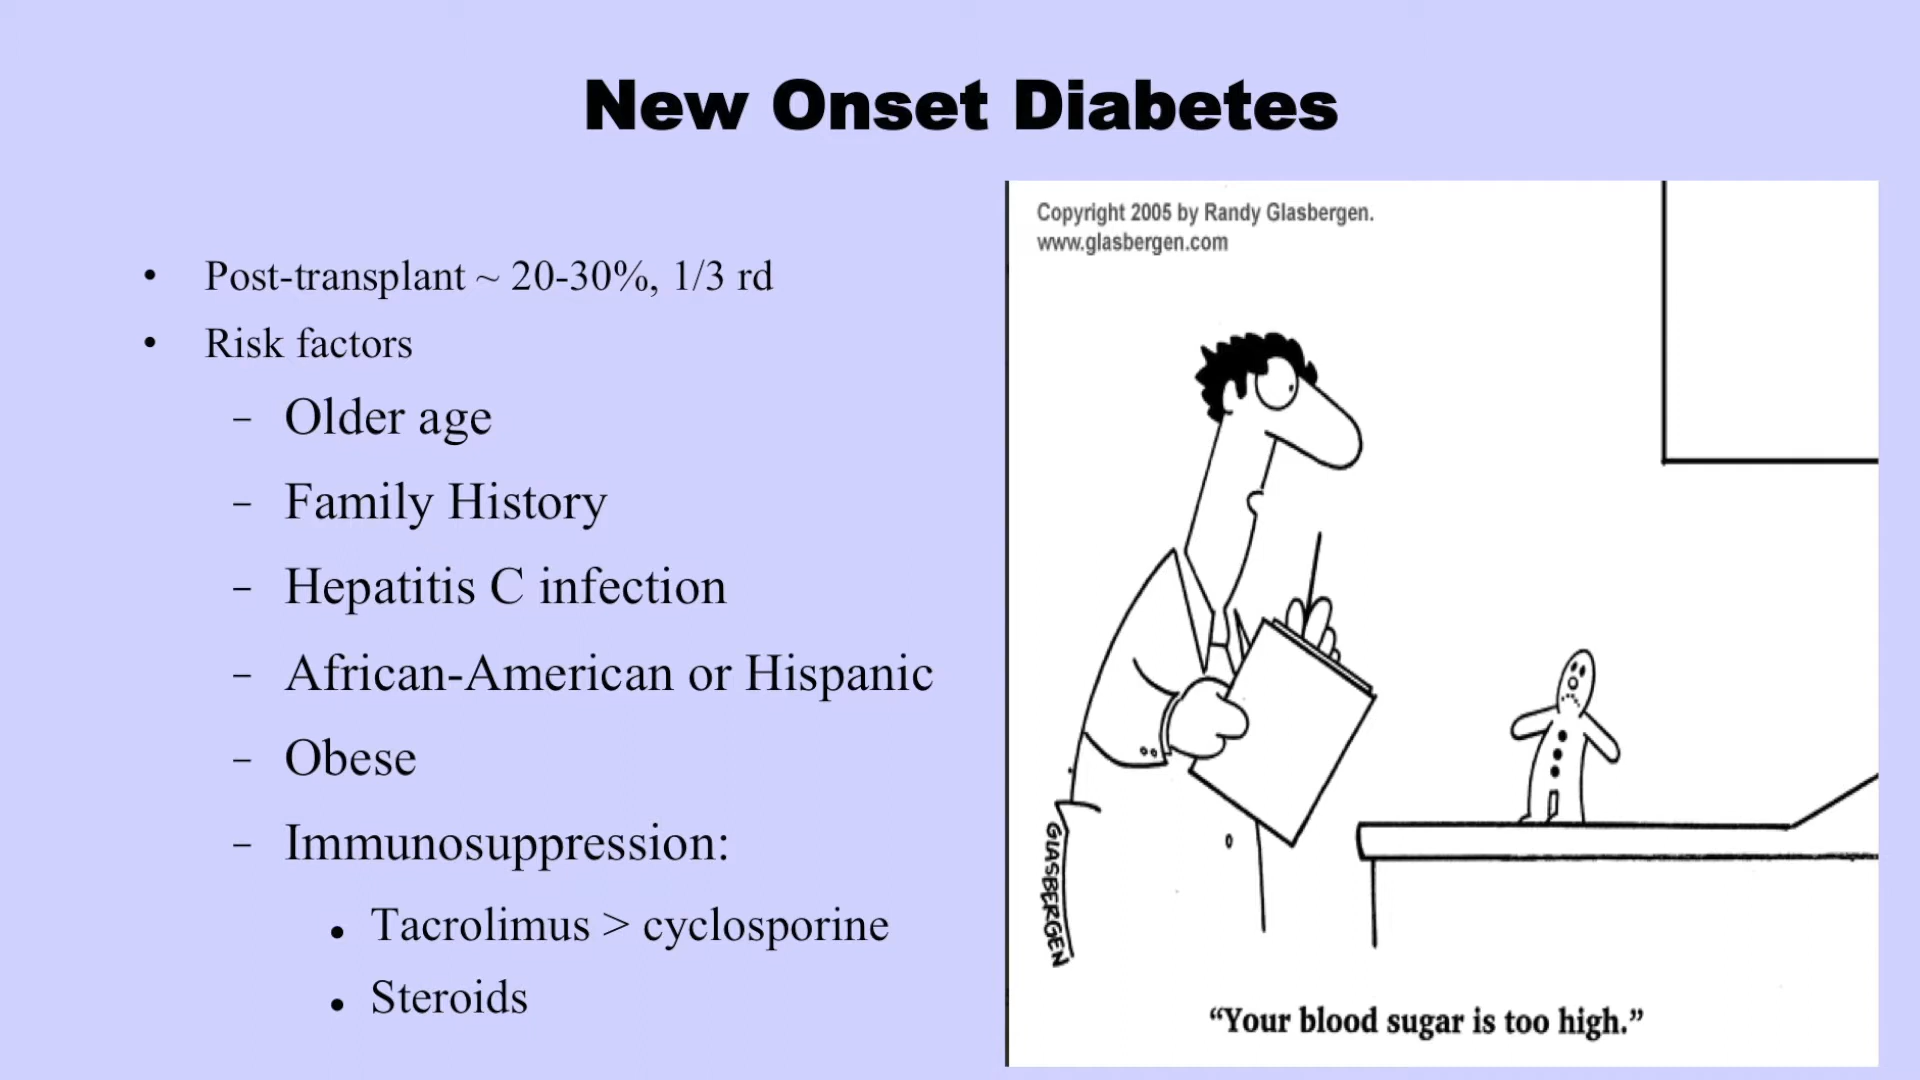 New Onset Diabetes
• Post-transplant ~ 20-30%, 1/3 rd
• Risk factors
– Older age
– Family History
– Hepatitis C infection
– African-American or Hispanic
– Obese
– Immunosuppression:
• Tacrolimus > cyclosporine
• Steroids
Copyright 2005 by Randy Glasbergen.
www.glasbergen.com
GLASBERGEN
“Your blood sugar is too high.”